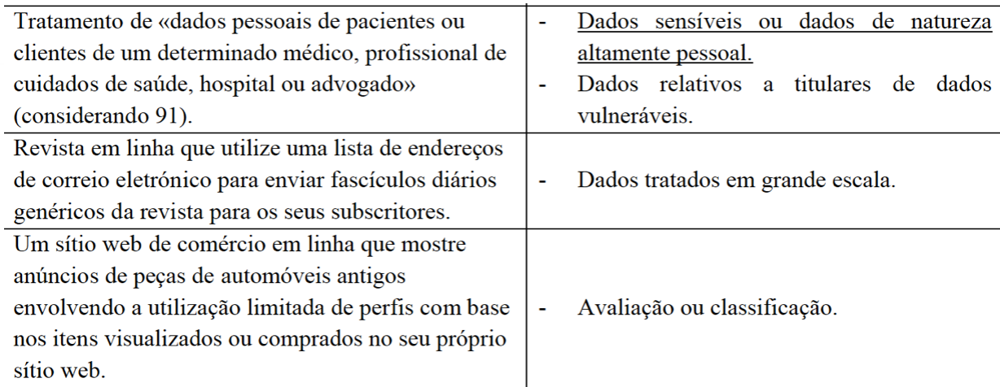 Tratamento de «dados pessoais de pacientes ou
clientes de um determinado médico, profissional de
cuidados de saúde, hospital ou advogado»
(considerando 91).
- Dados sensíveis ou dados de natureza
altamente pessoal.
- Dados relativos a titulares de dados
vulneráveis.
Revista em linha que utilize uma lista de endereços
de correio eletrónico para enviar fascículos diários
genéricos da revista para os seus subscritores.
- Dados tratados em grande escala.
Um sítio web de comércio em linha que mostre
anúncios de peças de automóveis antigos
envolvendo a utilização limitada de perfis com base
nos itens visualizados ou comprados no seu próprio
sítio web.
- Avaliação ou classificação.